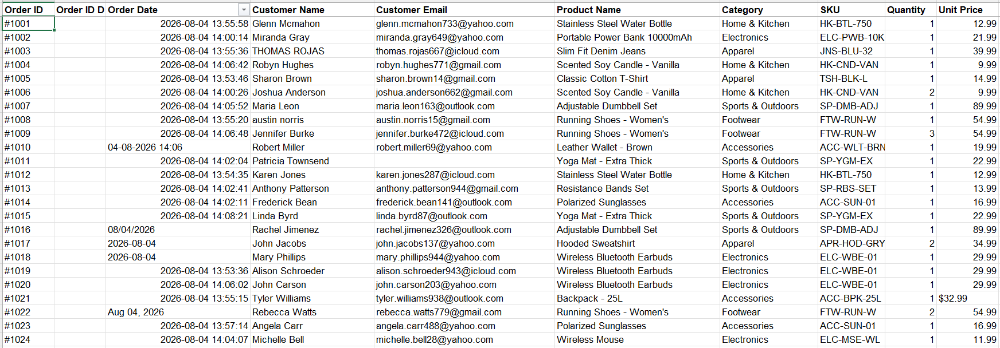 Order ID Order ID D Order Date Customer Name Customer Email Product Name Category SKU Quantity Unit Price
#1001 2026-08-04 13:55:58 Glenn Mcmahon glenn.mcmahon733@yahoo.com Stainless Steel Water Bottle Home & Kitchen HK-BTL-750 1 12.99
#1002 2026-08-04 14:00:14 Miranda Gray miranda.gray649@yahoo.com Portable Power Bank 10000mAh Electronics ELC-PWB-10K 1 21.99
#1003 2026-08-04 13:55:36 THOMAS ROJAS thomas.rojas667@icloud.com Slim Fit Denim Jeans Apparel JNS-BLU-32 1 39.99
#1004 2026-08-04 14:06:42 Robyn Hughes robyn.hughes771@gmail.com Scented Soy Candle - Vanilla Home & Kitchen HK-CND-VAN 1 9.99
#1005 2026-08-04 13:53:46 Sharon Brown sharon.brown14@gmail.com Classic Cotton T-Shirt Apparel TSH-BLK-L 1 14.99
#1006 2026-08-04 14:00:26 Joshua Anderson joshua.anderson662@gmail.com Scented Soy Candle - Vanilla Home & Kitchen HK-CND-VAN 2 9.99
#1007 2026-08-04 14:05:52 Maria Leon maria.leon163@outlook.com Adjustable Dumbbell Set Sports & Outdoors SP-DMB-ADJ 1 89.99
#1008 2026-08-04 13:55:20 austin norris austin.norris15@gmail.com Running Shoes - Women's Footwear FTW-RUN-W 1 54.99
#1009 2026-08-04 14:06:48 Jennifer Burke jennifer.burke472@icloud.com Running Shoes - Women's Footwear FTW-RUN-W 3 54.99
#1010 04-08-2026 14:06 Robert Miller robert.miller69@yahoo.com Leather Wallet - Brown Accessories ACC-WLT-BRN 1 19.99
#1011 2026-08-04 14:02:04 Patricia Townsend Yoga Mat - Extra Thick Sports & Outdoors SP-YGM-EX 1 22.99
#1012 2026-08-04 13:54:35 Karen Jones karen.jones287@icloud.com Stainless Steel Water Bottle Home & Kitchen HK-BTL-750 1 12.99
#1013 2026-08-04 14:02:41 Anthony Patterson anthony.patterson944@gmail.com Resistance Bands Set Sports & Outdoors SP-RBS-SET 1 13.99
#1014 2026-08-04 14:02:11 Frederick Bean frederick.bean141@outlook.com Polarized Sunglasses Accessories ACC-SUN-01 1 16.99
#1015 2026-08-04 14:08:21 Linda Byrd linda.byrd87@outlook.com Yoga Mat - Extra Thick Sports & Outdoors SP-YGM-EX 1 22.99
#1016 08/04/2026 Rachel Jimenez rachel.jimenez326@outlook.com Adjustable Dumbbell Set Sports & Outdoors SP-DMB-ADJ 1 89.99
#1017 2026-08-04 John Jacobs john.jacobs137@yahoo.com Hooded Sweatshirt Apparel APR-HOD-GRY 2 34.99
#1018 2026-08-04 Mary Phillips mary.phillips944@yahoo.com Wireless Bluetooth Earbuds Electronics ELC-WBE-01 1 29.99
#1019 2026-08-04 13:53:36 Alison Schroeder alison.schroeder943@icloud.com Wireless Bluetooth Earbuds Electronics ELC-WBE-01 1 29.99
#1020 2026-08-04 14:06:02 John Carson john.carson203@yahoo.com Wireless Bluetooth Earbuds Electronics ELC-WBE-01 1 29.99
#1021 2026-08-04 13:55:15 Tyler Williams tyler.williams938@outlook.com Backpack - 25L Accessories ACC-BPK-25L 1 $32.99
#1022 Aug 04, 2026 Rebecca Watts rebecca.watts779@gmail.com Running Shoes - Women's Footwear FTW-RUN-W 2 54.99
#1023 2026-08-04 13:57:14 Angela Carr angela.carr488@yahoo.com Polarized Sunglasses Accessories ACC-SUN-01 1 16.99
#1024 2026-08-04 14:04:07 Michelle Bell michelle.bell28@yahoo.com Wireless Mouse Electronics ELC-MSE-WL 1 11.99